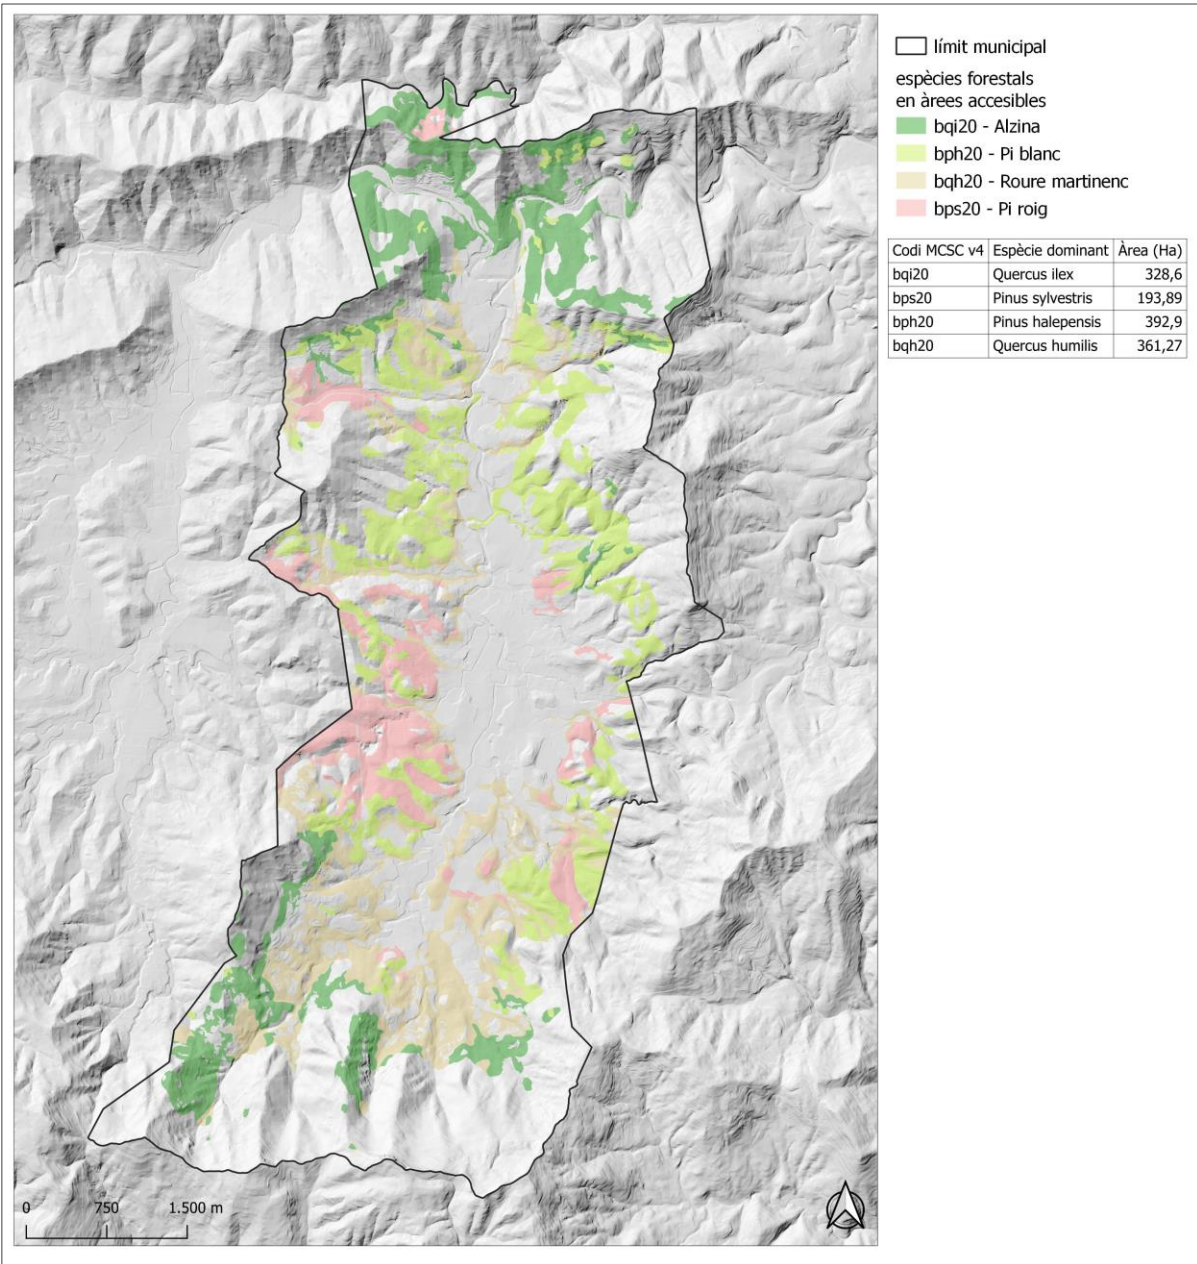 límit municipal
espècies forestals
en àrees accesibles
bqi20 - Alzina
bph20 - Pi blanc
bqh20 - Roure martinenc
bps20 - Pi roig
Codi MCSC v4 Espècie dominant Àrea (Ha)
bqi20 Quercus ilex 328,6
bps20 Pinus sylvestris 193,89
bph20 Pinus halepensis 392,9
bqh20 Quercus humilis 361,27
0 750 1.500 m